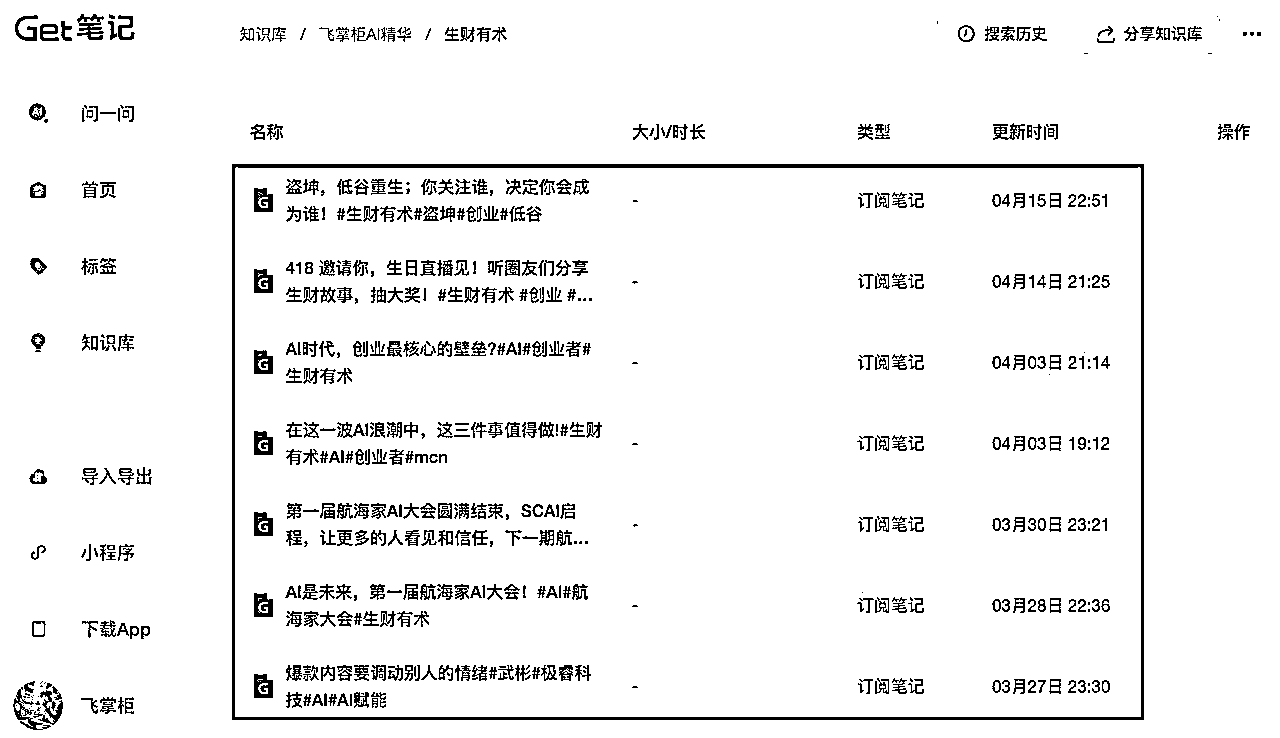 Get笔记
知识库 / 飞掌柜AI精华 / 生财有术
搜索历史
分享知识库
问一问
首页
标签
知识库
导入导出
小程序
下载App
飞掌柜
名称 大小/时长 类型 更新时间 操作
盗坤，低谷重生；你关注谁，决定你会成
为谁！#生财有术#盗坤#创业#低谷
- 订阅笔记 04月15日 22:51
418 邀请你，生日直播见！听圈友们分享
生财故事，抽大奖！#生财有术 #创业 #...
- 订阅笔记 04月14日 21:25
AI时代，创业最核心的壁垒?#AI#创业者#
生财有术
- 订阅笔记 04月03日 21:14
在这一波AI浪潮中，这三件事值得做!#生财
有术#AI#创业者#mcn
- 订阅笔记 04月03日 19:12
第一届航海家AI大会圆满结束，SCAI启
程，让更多的人看见和信任，下一期航...
- 订阅笔记 03月30日 23:21
AI是未来，第一届航海家AI大会！#AI#航
海家大会#生财有术
- 订阅笔记 03月28日 22:36
爆款内容要调动别人的情绪#武彬#极睿科
技#AI#AI赋能
- 订阅笔记 03月27日 23:30